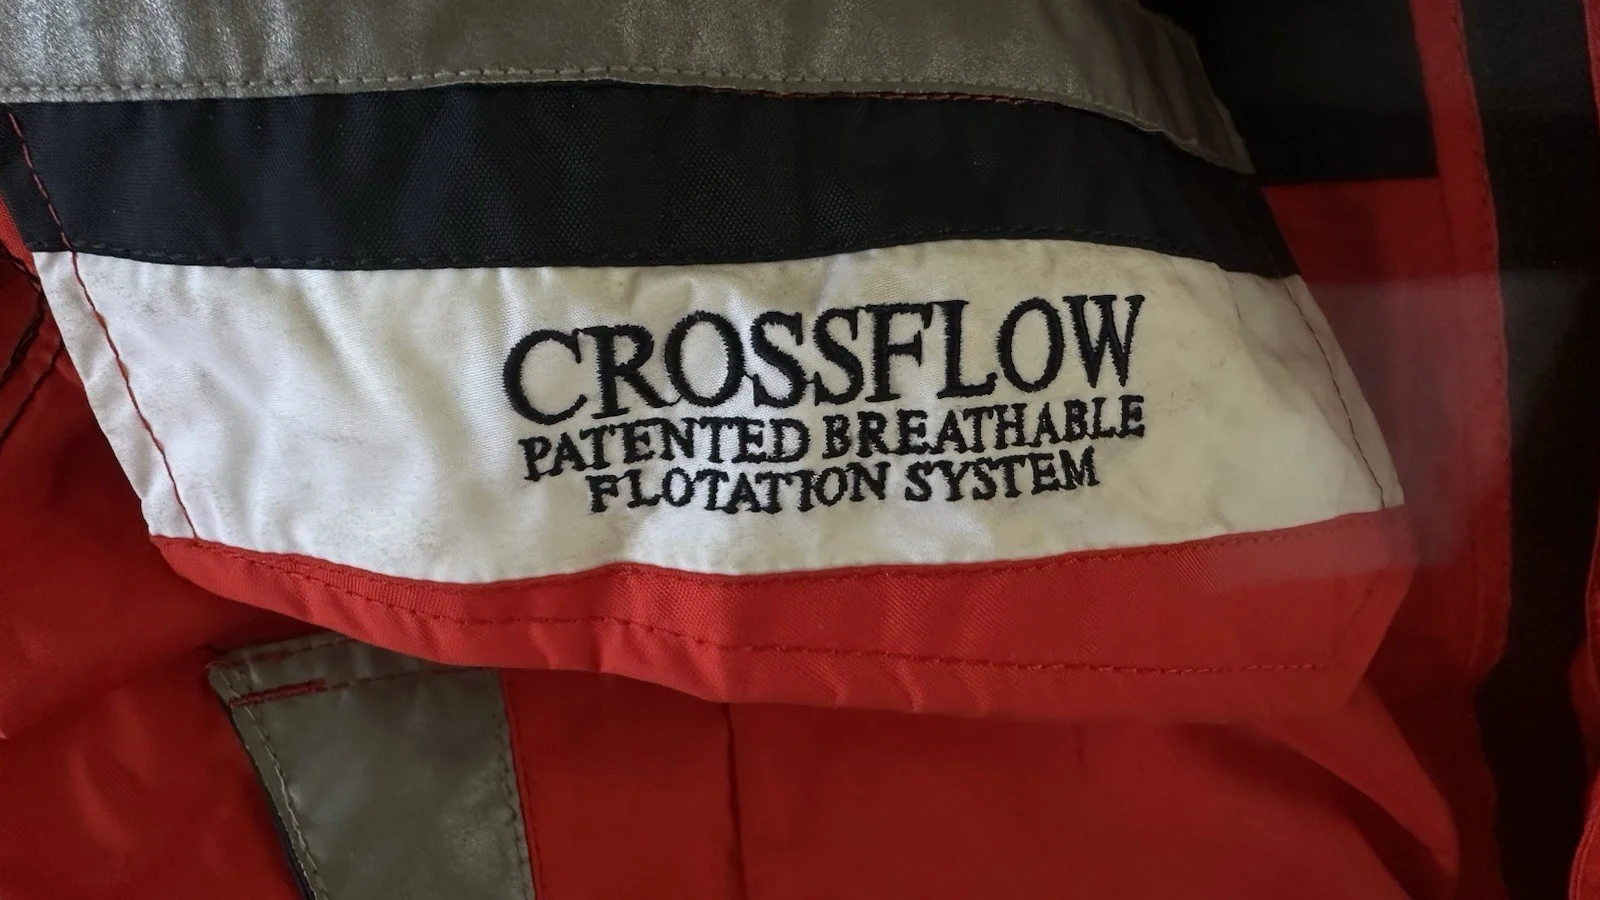 CROSSFLOW
PATENTED BREATHABLE
FLOTATION SYSTEM